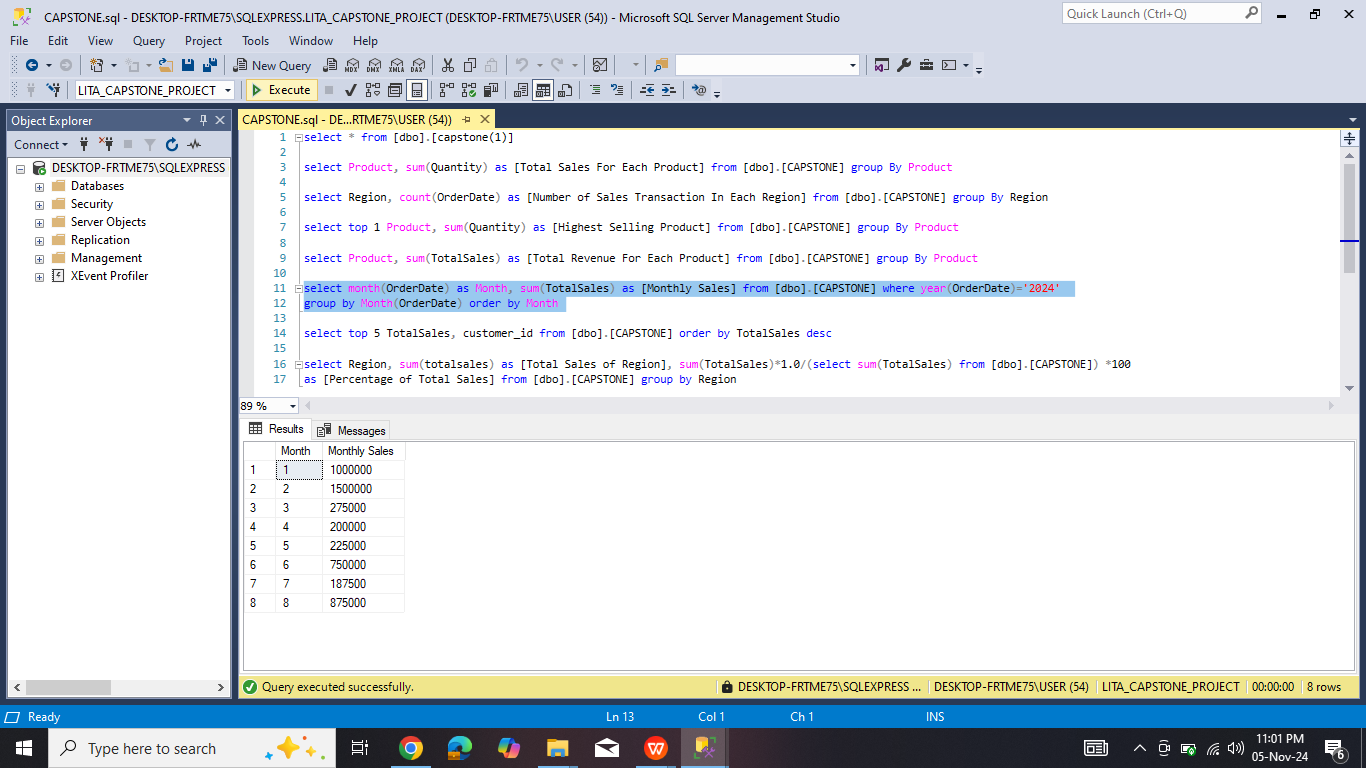 CAPSTONE.sql - DESKTOP-FRTME75\SQLEXPRESS.LITA_CAPSTONE_PROJECT (DESKTOP-FRTME75\USER (54)) - Microsoft SQL Server Management Studio
Quick Launch (Ctrl+Q)
File Edit View Query Project Tools Window Help
New Query MDX DMX XMLA DAX
LITA_CAPSTONE_PROJECT Execute
Object Explorer
CAPSTONE.sql - DE...RTME75\USER (54))
Connect
DESKTOP-FRTME75\SQLEXPRESS
Databases
Security
Server Objects
Replication
Management
XEvent Profiler
1 select * from [dbo].[capstone(1)]
2
3 select Product, sum(Quantity) as [Total Sales For Each Product] from [dbo].[CAPSTONE] group By Product
4
5 select Region, count(OrderDate) as [Number of Sales Transaction In Each Region] from [dbo].[CAPSTONE] group By Region
6
7 select top 1 Product, sum(Quantity) as [Highest Selling Product] from [dbo].[CAPSTONE] group By Product
8
9 select Product, sum(TotalSales) as [Total Revenue For Each Product] from [dbo].[CAPSTONE] group By Product
10
11 select month(OrderDate) as Month, sum(TotalSales) as [Monthly Sales] from [dbo].[CAPSTONE] where year(OrderDate)='2024'
12 group by Month(OrderDate) order by Month
13
14 select top 5 TotalSales, customer_id from [dbo].[CAPSTONE] order by TotalSales desc
15
16 select Region, sum(totalsales) as [Total Sales of Region], sum(TotalSales)*1.0/(select sum(TotalSales) from [dbo].[CAPSTONE]) *100
17 as [Percentage of Total Sales] from [dbo].[CAPSTONE] group by Region
89 %
Results Messages
Month Monthly Sales
1 1 1000000
2 2 1500000
3 3 275000
4 4 200000
5 5 225000
6 6 750000
7 7 187500
8 8 875000
Query executed successfully. DESKTOP-FRTME75\SQLEXPRESS ... DESKTOP-FRTME75\USER (54) LITA_CAPSTONE_PROJECT 00:00:00 8 rows
Ready Ln 13 Col 1 Ch 1 INS
Type here to search
11:01 PM
05-Nov-24
6